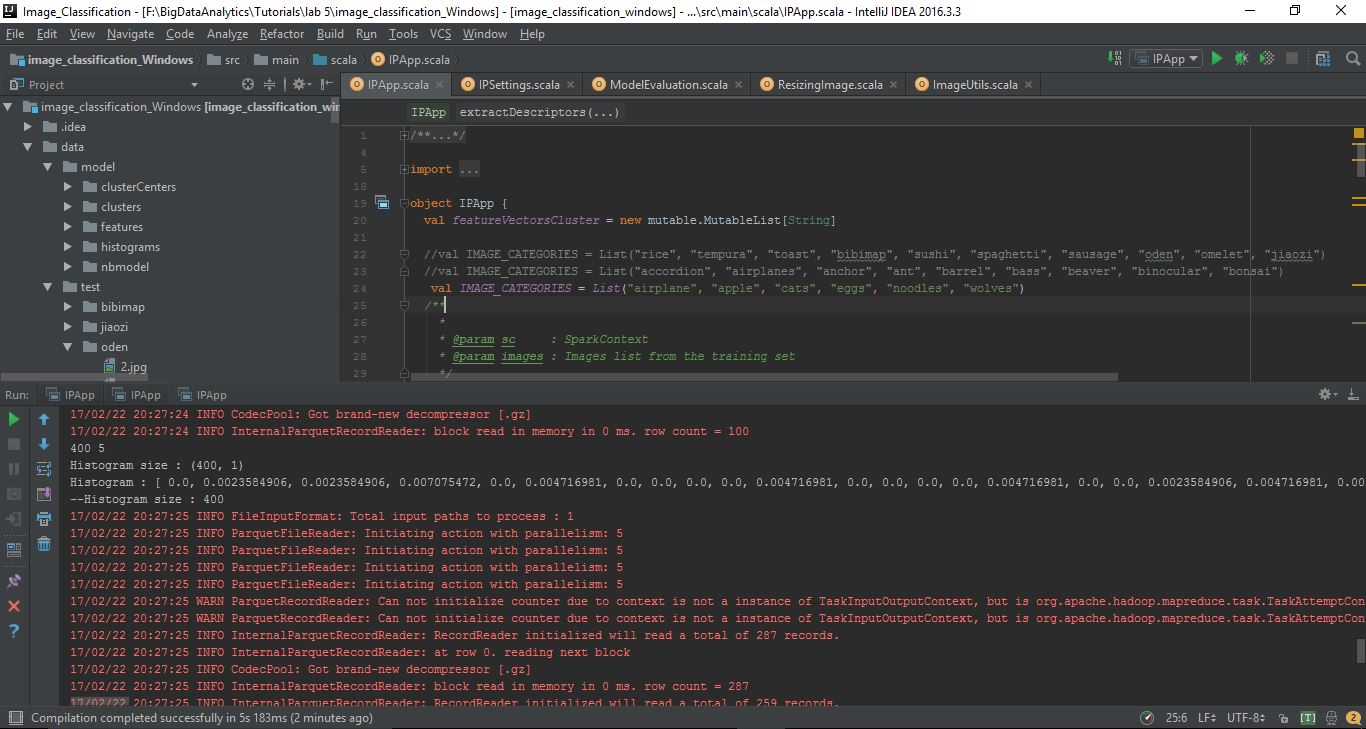 Image_Classification - [F:\BigDataAnalytics\Tutorials\lab 5\image_classification_Windows] - [image_classification_windows] - ...\src\main\scala\IPApp.scala - IntelliJ IDEA 2016.3.3
File Edit View Navigate Code Analyze Refactor Build Run Tools VCS Window Help
image_classification_Windows src main scala IPApp.scala IPApp
Project IPApp.scala IPSettings.scala ModelEvaluation.scala ResizingImage.scala ImageUtils.scala
image_classification_Windows [image_classification_win
IPApp extractDescriptors(...)
.idea
data
model
clusterCenters
clusters
features
histograms
nbmodel
test
bibimap
jiaozi
oden
2.jpg
1 /**...*/
4
5 import ...
18
19 object IPApp {
20 val featureVectorsCluster = new mutable.MutableList[String]
21
22 //val IMAGE_CATEGORIES = List("rice", "tempura", "toast", "bibimap", "sushi", "spaghetti", "sausage", "oden", "omelet", "jiaozi")
23 //val IMAGE_CATEGORIES = List("accordion", "airplanes", "anchor", "ant", "barrel", "bass", "beaver", "binocular", "bonsai")
24 val IMAGE_CATEGORIES = List("airplane", "apple", "cats", "eggs", "noodles", "wolves")
25 /**
26 *
27 * @param sc : SparkContext
28 * @param images : Images list from the training set
29 */
Run: IPApp IPApp IPApp
17/02/22 20:27:24 INFO CodecPool: Got brand-new decompressor [.gz]
17/02/22 20:27:24 INFO InternalParquetRecordReader: block read in memory in 0 ms. row count = 100
400 5
Histogram size : (400, 1)
Histogram : [ 0.0, 0.0023584906, 0.0023584906, 0.007075472, 0.0, 0.004716981, 0.0, 0.0, 0.0, 0.0, 0.004716981, 0.0, 0.0, 0.0, 0.0, 0.004716981, 0.0, 0.0, 0.0023584906, 0.004716981, 0.00
--Histogram size : 400
17/02/22 20:27:25 INFO FileInputFormat: Total input paths to process : 1
17/02/22 20:27:25 INFO ParquetFileReader: Initiating action with parallelism: 5
17/02/22 20:27:25 INFO ParquetFileReader: Initiating action with parallelism: 5
17/02/22 20:27:25 INFO ParquetFileReader: Initiating action with parallelism: 5
17/02/22 20:27:25 INFO ParquetFileReader: Initiating action with parallelism: 5
17/02/22 20:27:25 WARN ParquetRecordReader: Can not initialize counter due to context is not a instance of TaskInputOutputContext, but is org.apache.hadoop.mapreduce.task.TaskAttemptCon
17/02/22 20:27:25 WARN ParquetRecordReader: Can not initialize counter due to context is not a instance of TaskInputOutputContext, but is org.apache.hadoop.mapreduce.task.TaskAttemptCon
17/02/22 20:27:25 INFO InternalParquetRecordReader: RecordReader initialized will read a total of 287 records.
17/02/22 20:27:25 INFO InternalParquetRecordReader: at row 0. reading next block
17/02/22 20:27:25 INFO CodecPool: Got brand-new decompressor [.gz]
17/02/22 20:27:25 INFO InternalParquetRecordReader: block read in memory in 0 ms. row count = 287
17/02/22 20:27:25 INFO InternalParquetRecordReader: RecordReader initialized will read a total of 259 records.
Compilation completed successfully in 5s 183ms (2 minutes ago) 25:6 LF UTF-8 [T] 2